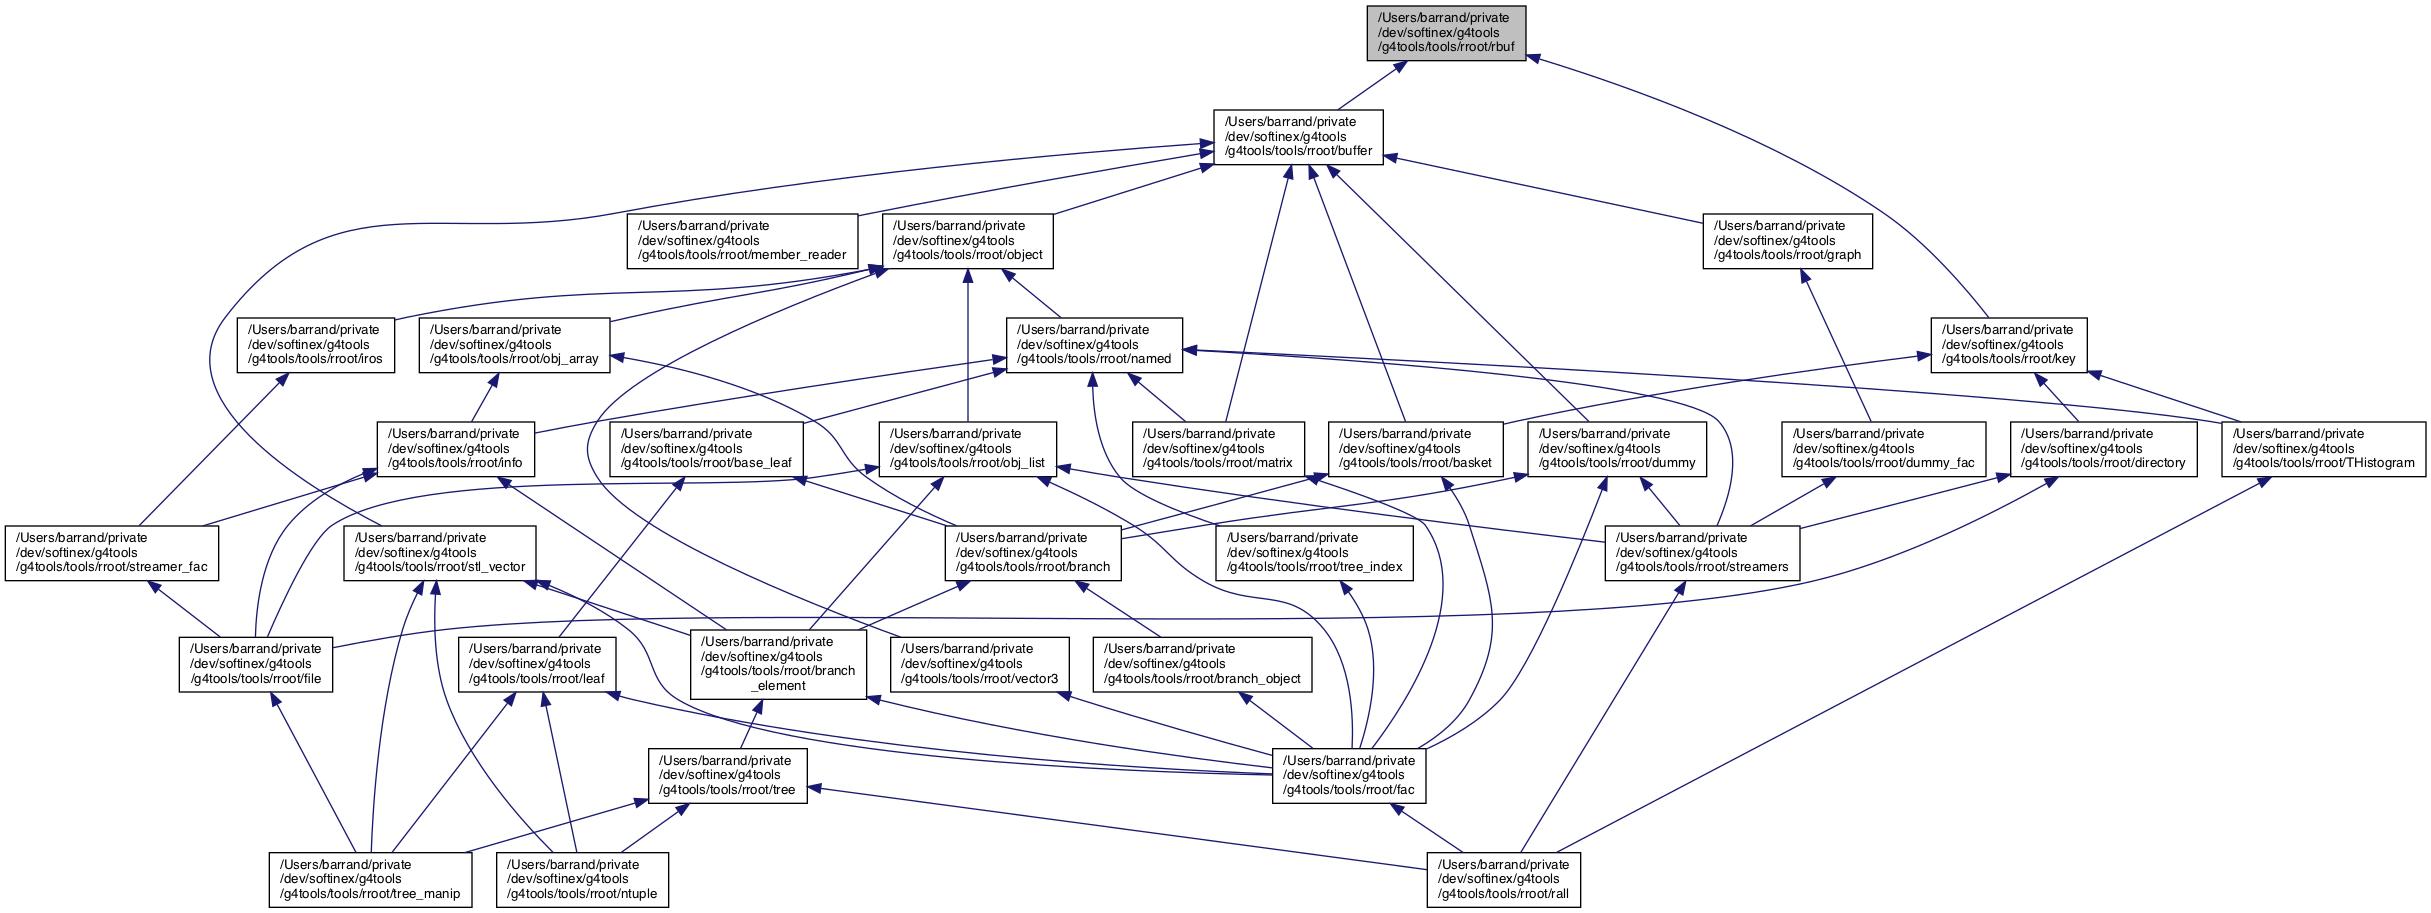 /Users/barrand/private
/dev/softinex/g4tools
/g4tools/tools/rroot/rbuf
/Users/barrand/private
/dev/softinex/g4tools
/g4tools/tools/rroot/buffer
/Users/barrand/private
/dev/softinex/g4tools
/g4tools/tools/rroot/member_reader
/Users/barrand/private
/dev/softinex/g4tools
/g4tools/tools/rroot/object
/Users/barrand/private
/dev/softinex/g4tools
/g4tools/tools/rroot/graph
/Users/barrand/private
/dev/softinex/g4tools
/g4tools/tools/rroot/iros
/Users/barrand/private
/dev/softinex/g4tools
/g4tools/tools/rroot/obj_array
/Users/barrand/private
/dev/softinex/g4tools
/g4tools/tools/rroot/named
/Users/barrand/private
/dev/softinex/g4tools
/g4tools/tools/rroot/key
/Users/barrand/private
/dev/softinex/g4tools
/g4tools/tools/rroot/info
/Users/barrand/private
/dev/softinex/g4tools
/g4tools/tools/rroot/base_leaf
/Users/barrand/private
/dev/softinex/g4tools
/g4tools/tools/rroot/obj_list
/Users/barrand/private
/dev/softinex/g4tools
/g4tools/tools/rroot/matrix
/Users/barrand/private
/dev/softinex/g4tools
/g4tools/tools/rroot/basket
/Users/barrand/private
/dev/softinex/g4tools
/g4tools/tools/rroot/dummy
/Users/barrand/private
/dev/softinex/g4tools
/g4tools/tools/rroot/dummy_fac
/Users/barrand/private
/dev/softinex/g4tools
/g4tools/tools/rroot/directory
/Users/barrand/private
/dev/softinex/g4tools
/g4tools/tools/rroot/THistogram
/Users/barrand/private
/dev/softinex/g4tools
/g4tools/tools/rroot/streamer_fac
/Users/barrand/private
/dev/softinex/g4tools
/g4tools/tools/rroot/stl_vector
/Users/barrand/private
/dev/softinex/g4tools
/g4tools/tools/rroot/branch
/Users/barrand/private
/dev/softinex/g4tools
/g4tools/tools/rroot/tree_index
/Users/barrand/private
/dev/softinex/g4tools
/g4tools/tools/rroot/streamers
/Users/barrand/private
/dev/softinex/g4tools
/g4tools/tools/rroot/file
/Users/barrand/private
/dev/softinex/g4tools
/g4tools/tools/rroot/leaf
/Users/barrand/private
/dev/softinex/g4tools
/g4tools/tools/rroot/branch
_element
/Users/barrand/private
/dev/softinex/g4tools
/g4tools/tools/rroot/vector3
/Users/barrand/private
/dev/softinex/g4tools
/g4tools/tools/rroot/branch_object
/Users/barrand/private
/dev/softinex/g4tools
/g4tools/tools/rroot/tree
/Users/barrand/private
/dev/softinex/g4tools
/g4tools/tools/rroot/fac
/Users/barrand/private
/dev/softinex/g4tools
/g4tools/tools/rroot/tree_manip
/Users/barrand/private
/dev/softinex/g4tools
/g4tools/tools/rroot/ntuple
/Users/barrand/private
/dev/softinex/g4tools
/g4tools/tools/rroot/rall